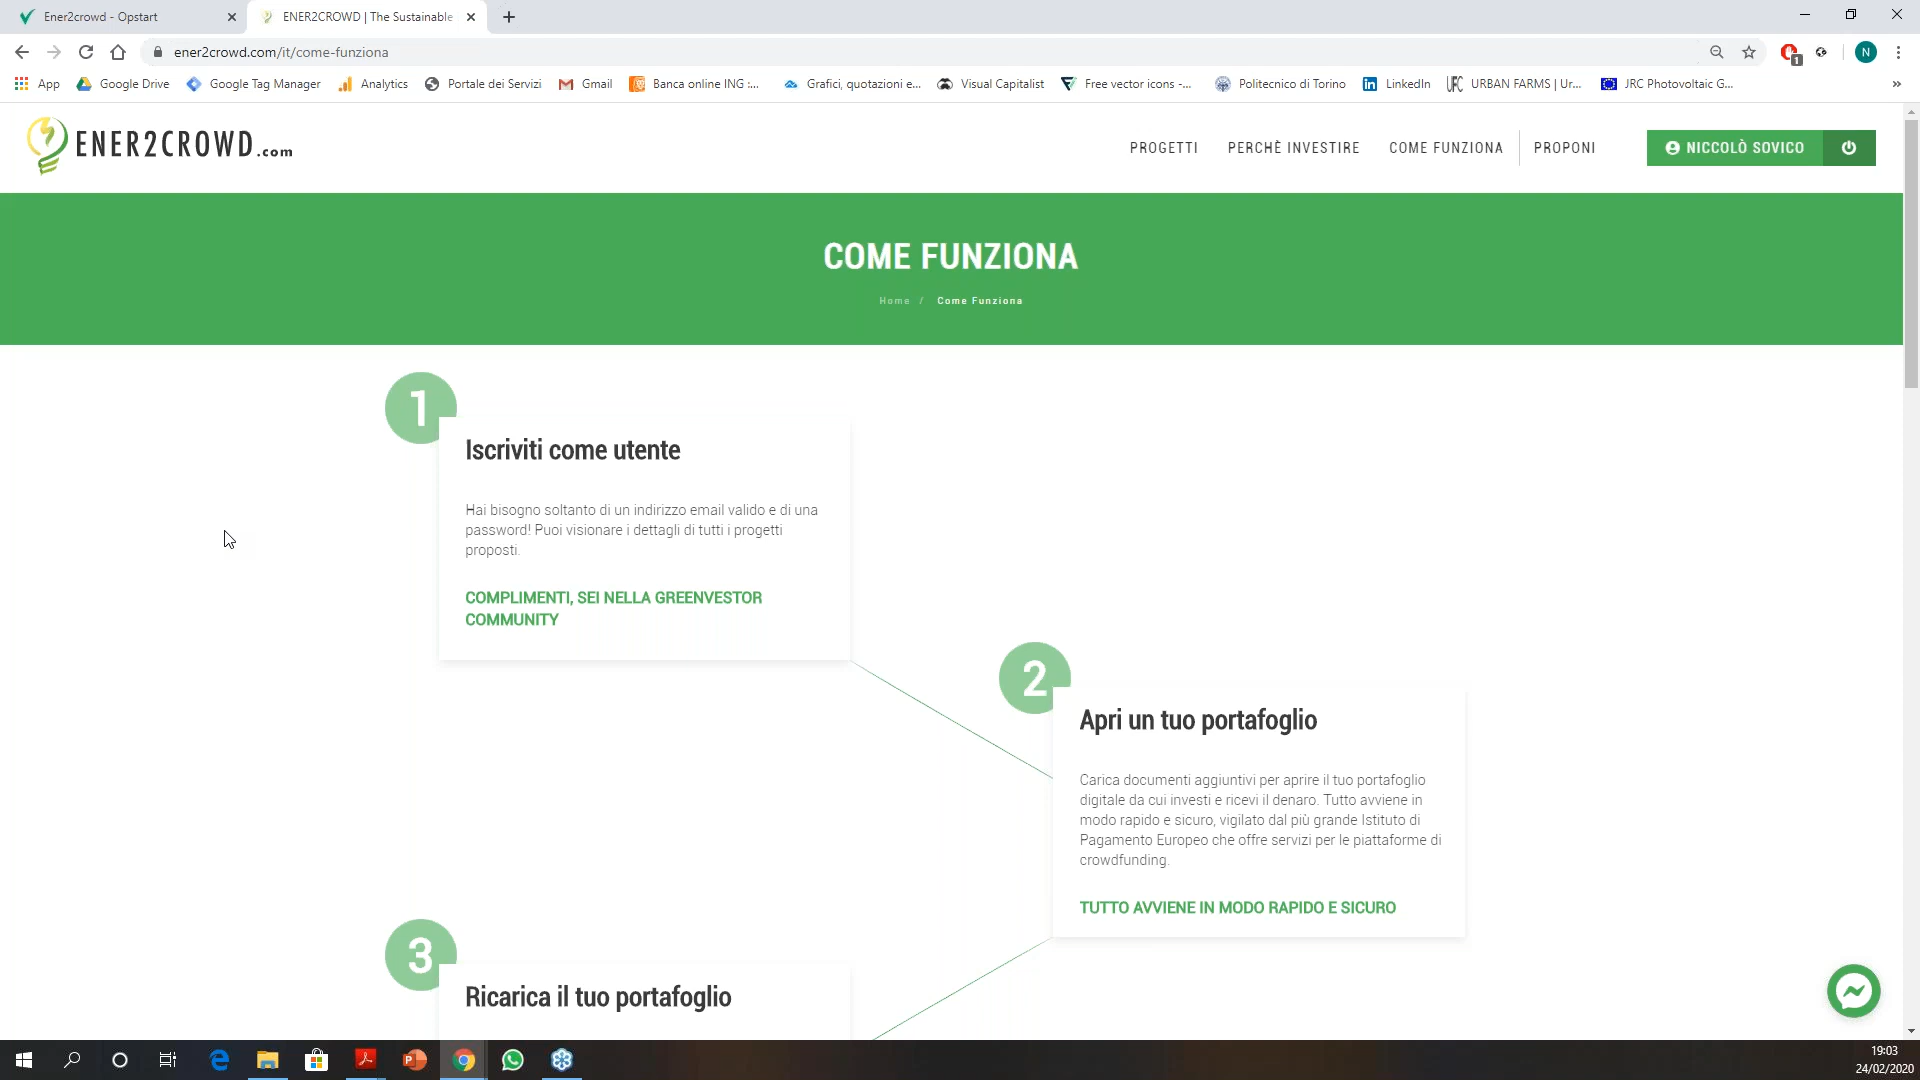 Ener2crowd - Opstart
ENER2CROWD | The Sustainable
ener2crowd.com/it/come-funziona
1
N
App
Google Drive
Google Tag Manager
Analytics
Portale dei Servizi
Gmail
Banca online ING :...
Grafici, quotazioni e...
Visual Capitalist
Free vector icons -...
Politecnico di Torino
LinkedIn
UFC URBAN FARMS | Ur...
JRC Photovoltaic G...
»
ENER2CROWD.com
PROGETTI
PERCHÈ INVESTIRE
COME FUNZIONA
PROPONI
NICCOLÒ SOVICO
COME FUNZIONA
Home / Come Funziona
1
Iscriviti come utente
Hai bisogno soltanto di un indirizzo email valido e di una
password! Puoi visionare i dettagli di tutti i progetti
proposti.
COMPLIMENTI, SEI NELLA GREENVESTOR
COMMUNITY
2
Apri un tuo portafoglio
Carica documenti aggiuntivi per aprire il tuo portafoglio
digitale da cui investi e ricevi il denaro. Tutto avviene in
modo rapido e sicuro, vigilato dal più grande Istituto di
Pagamento Europeo che offre servizi per le piattaforme di
crowdfunding.
TUTTO AVVIENE IN MODO RAPIDO E SICURO
3
Ricarica il tuo portafoglio
19:03
24/02/2020